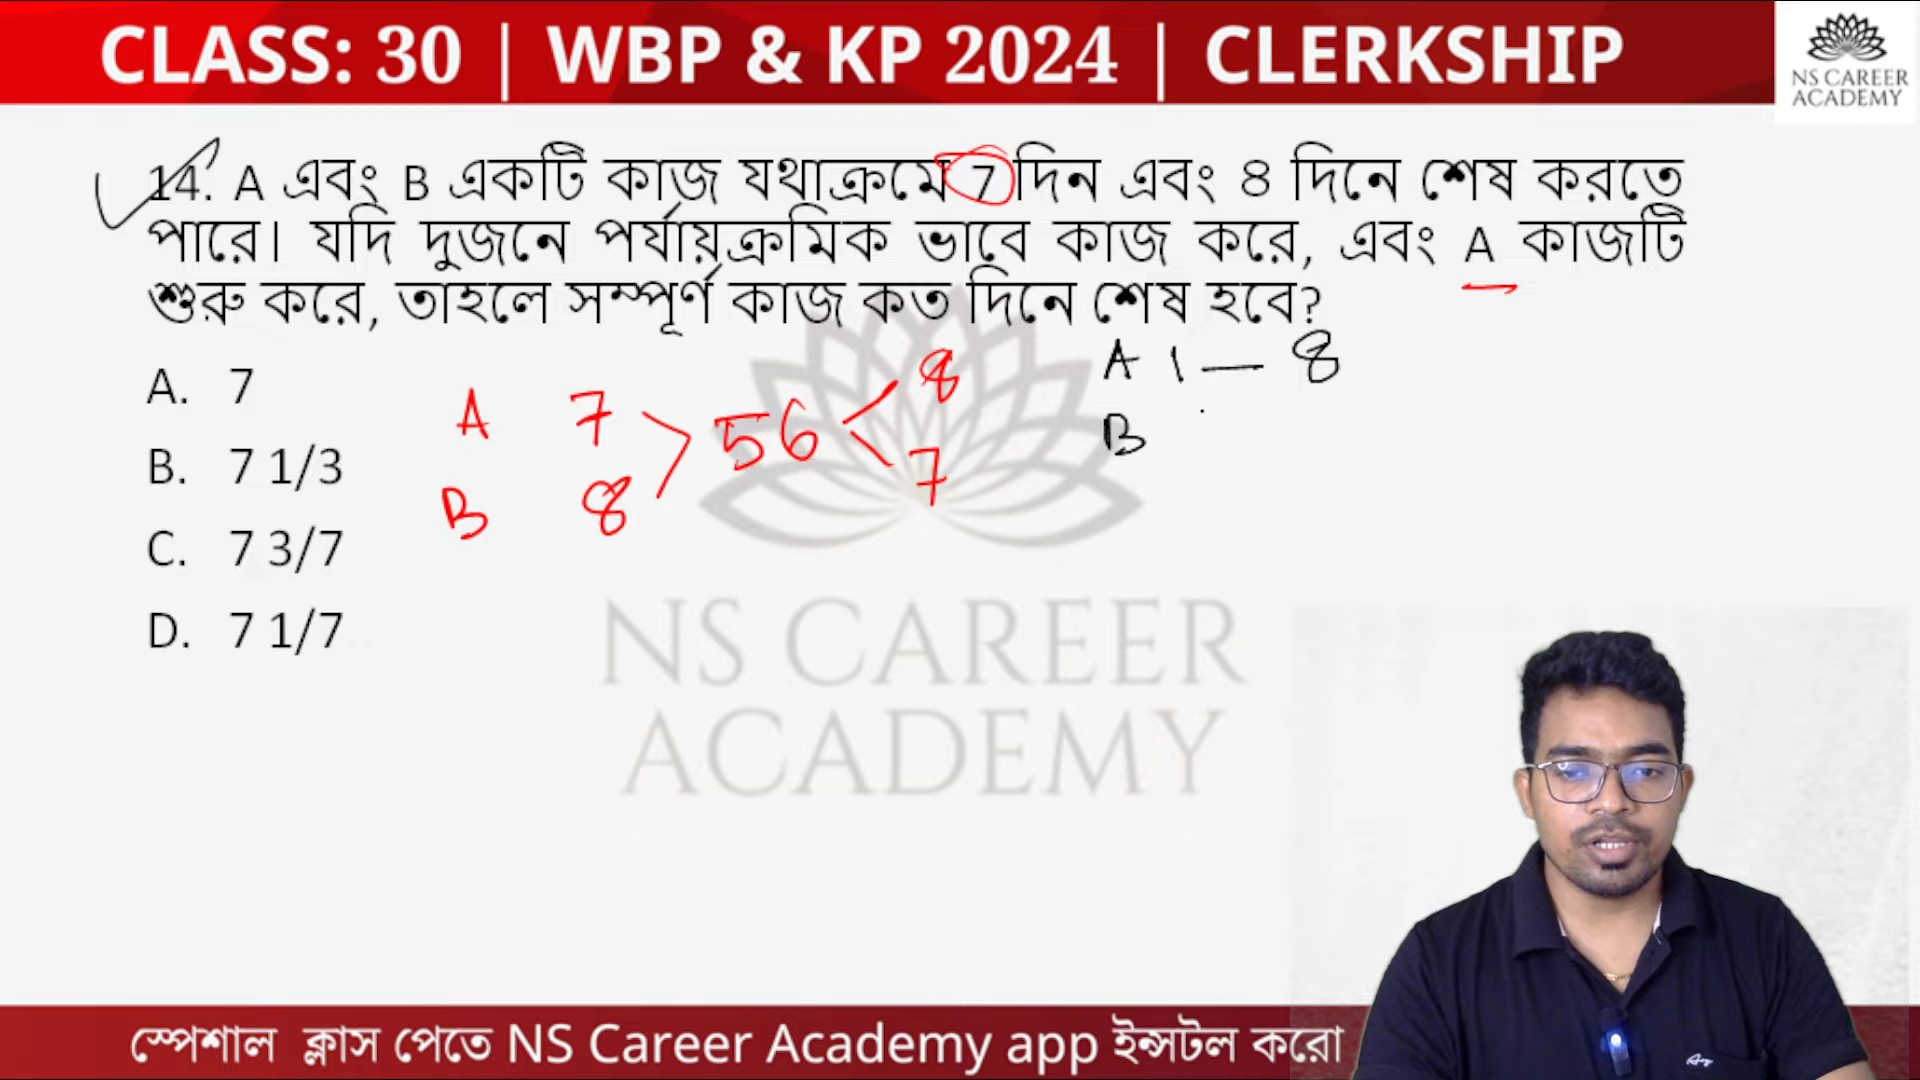 CLASS: 30 | WBP & KP 2024 | CLERKSHIP
NS CAREER
ACADEMY
14. A এবং B একটি কাজ যথাক্রমে 7 দিন এবং 8 দিনে শেষ করতে
পারে। যদি দুজনে পর্যায়ক্রমিক ভাবে কাজ করে, এবং A কাজটি
শুরু করে, তাহলে সম্পূর্ণ কাজ কত দিনে শেষ হবে?
A. 7
B. 7 1/3
C. 7 3/7
D. 7 1/7
A 7 > 56 < 8
B 8 7
A 1 — 8
B
NS CAREER
ACADEMY
স্পেশাল ক্লাস পেতে NS Career Academy app ইন্সটল করো